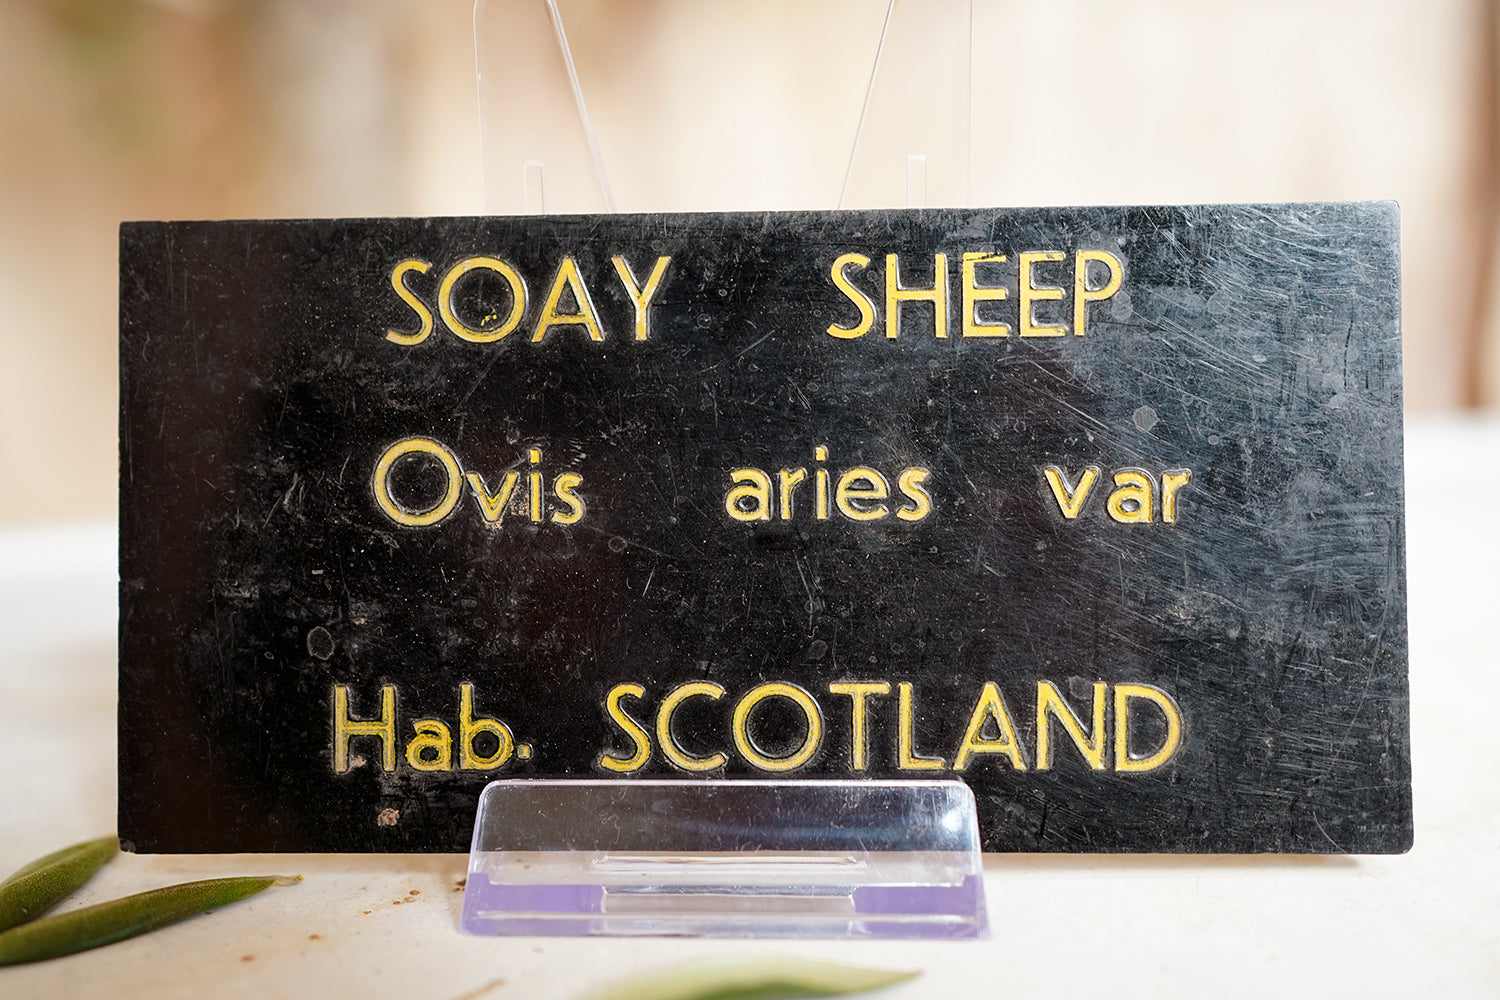 SOAY SHEEP
Ovis aries var
Hab. SCOTLAND